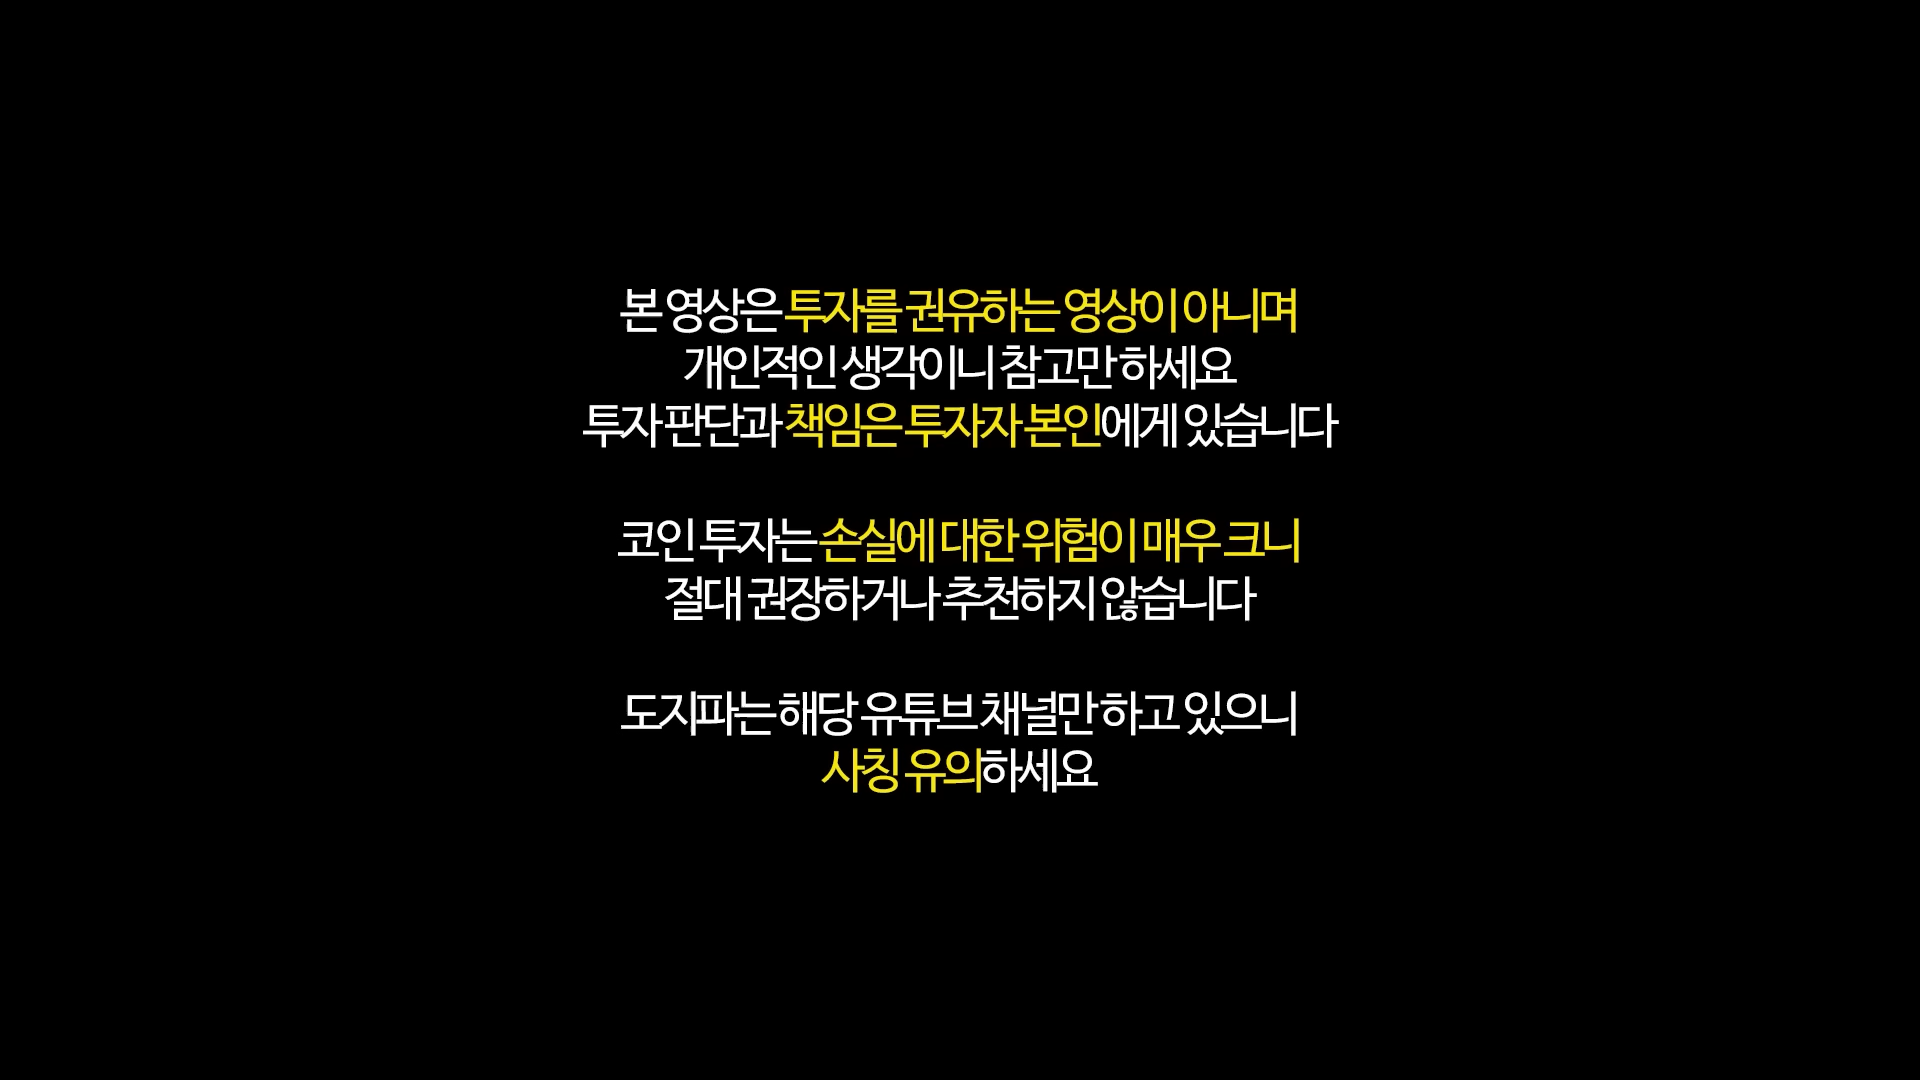 본 영상은 투자를 권유하는 영상이 아니며
개인적인 생각이니 참고만 하세요
투자 판단과 책임은 투자자 본인에게 있습니다
코인 투자는 손실에 대한 위험이 매우 크니
절대 권장하거나 추천하지 않습니다
도지파는 해당 유튜브 채널만 하고 있으니
사칭 유의하세요